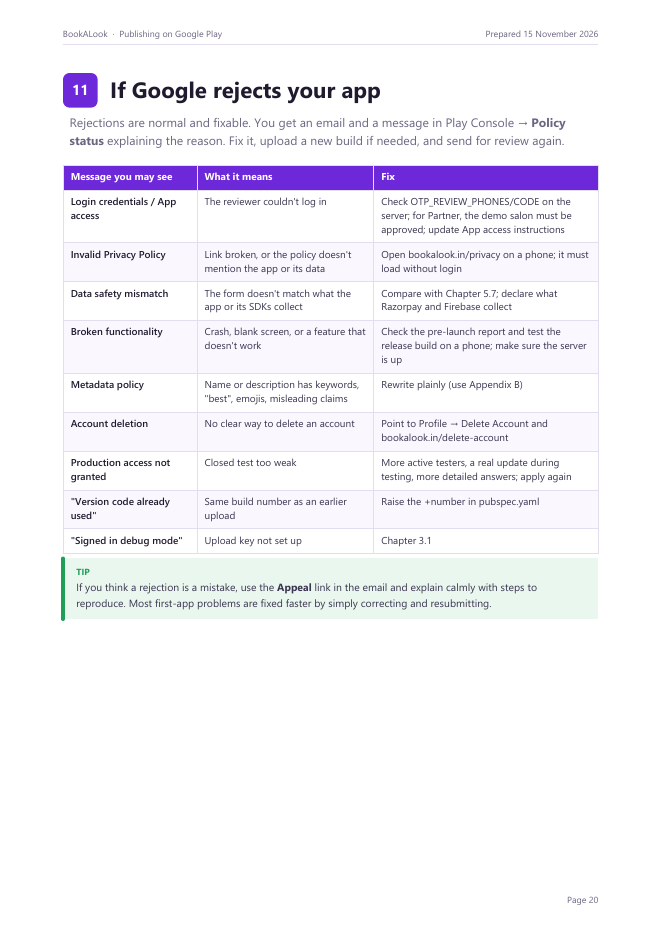 BookALook · Publishing on Google Play
Prepared 15 November 2026
11
If Google rejects your app
Rejections are normal and fixable. You get an email and a message in Play Console → Policy
status explaining the reason. Fix it, upload a new build if needed, and send for review again.
Message you may see
What it means
Fix
Login credentials / App
access
The reviewer couldn't log in
Check OTP_REVIEW_PHONES/CODE on the
server; for Partner, the demo salon must be
approved; update App access instructions
Invalid Privacy Policy
Link broken, or the policy doesn't
mention the app or its data
Open bookalook.in/privacy on a phone; it must
load without login
Data safety mismatch
The form doesn't match what the
app or its SDKs collect
Compare with Chapter 5.7; declare what
Razorpay and Firebase collect
Broken functionality
Crash, blank screen, or a feature that
doesn't work
Check the pre-launch report and test the
release build on a phone; make sure the server
is up
Metadata policy
Name or description has keywords,
"best", emojis, misleading claims
Rewrite plainly (use Appendix B)
Account deletion
No clear way to delete an account
Point to Profile → Delete Account and
bookalook.in/delete-account
Production access not
granted
Closed test too weak
More active testers, a real update during
testing, more detailed answers; apply again
"Version code already
used"
Same build number as an earlier
upload
Raise the +number in pubspec.yaml
"Signed in debug mode"
Upload key not set up
Chapter 3.1
TIP
If you think a rejection is a mistake, use the Appeal link in the email and explain calmly with steps to
reproduce. Most first-app problems are fixed faster by simply correcting and resubmitting.
Page 20